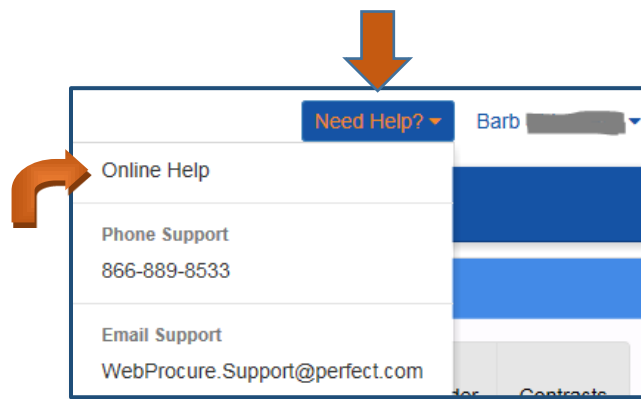 Need Help? Barb
Online Help
Phone Support
866-889-8533
Email Support
WebProcure.Support@perfect.com
Contracts